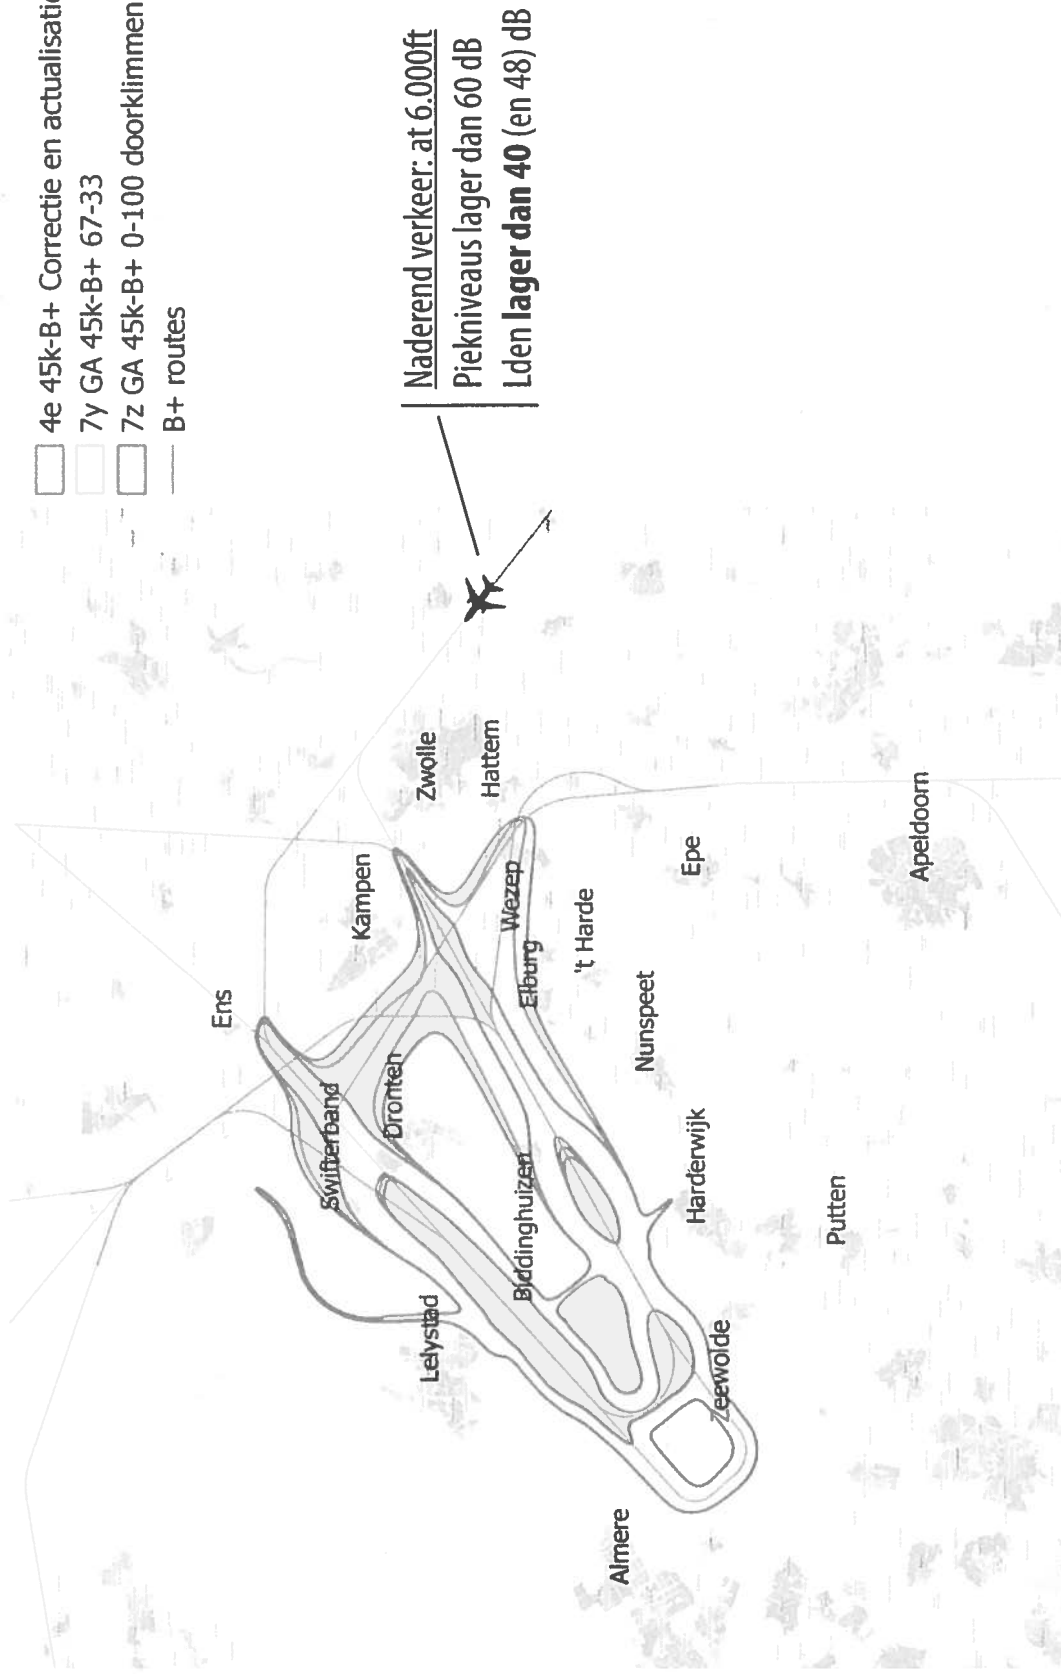 4e 45k-B+ Correctie en
7y GA 45k-B+ 67-33
7z GA 45k-B+ 0-100 doorklimmen
B+ routes
Naderend verkeer: at 6.000ft
Piekniveaus lager dan 60 dB
Lden lager dan 40 (en 48) dB
Ens
Kampen
Zwolle
Hattem
Swifterband
Dronten
Wezep
Elburg
't Harde
Epe
Apeldoorn
Nunspeet
Lelystad
Biddinghuizen
Harderwijk
Putten
Zeewolde
Almere